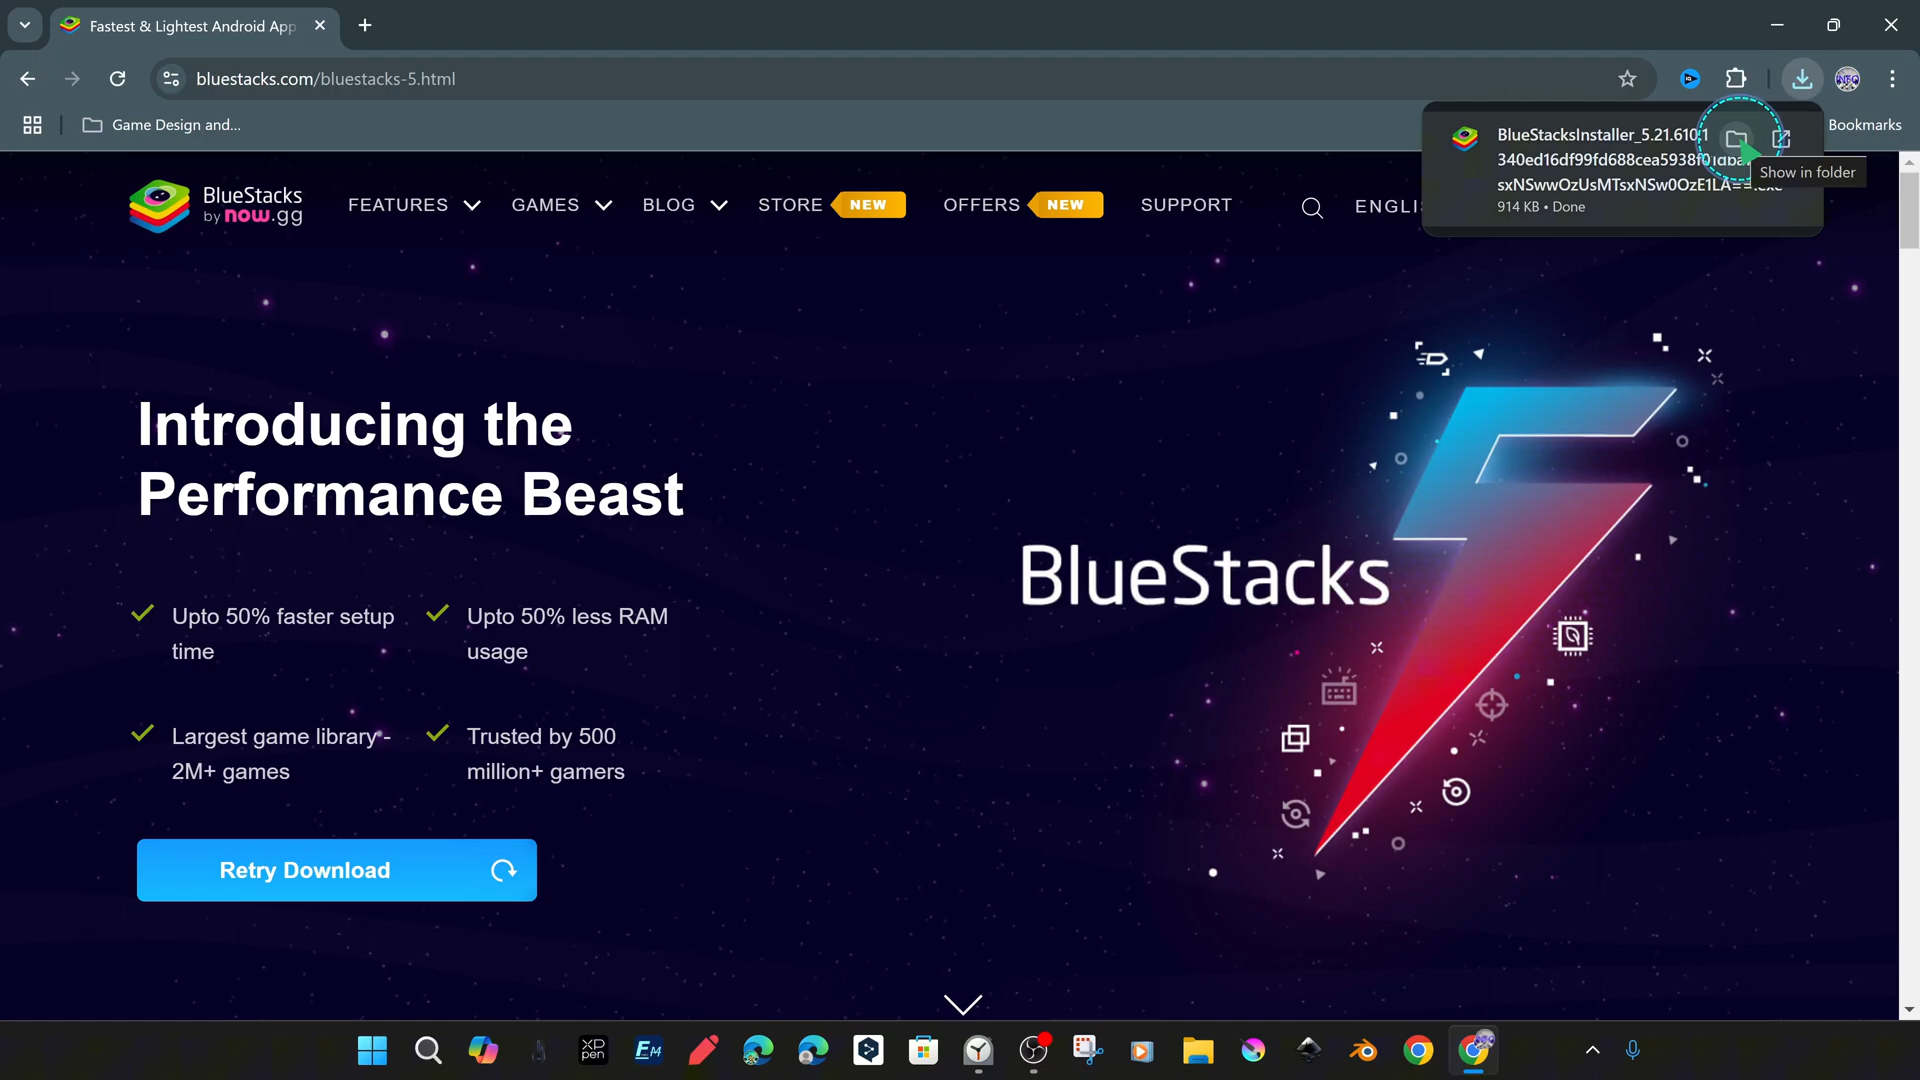 Fastest & Lightest Android App
bluestacks.com/bluestacks-5.html
Game Design and...
Bookmarks
BlueStacksInstaller_5.21.610.1
340ed16df99fd688cea5938f01dba
sxNSwwOzUsMTsxNSw0OzE1LA==.exe
914 KB • Done
Show in folder
BlueStacks
by now.gg
FEATURES
GAMES
BLOG
STORE
NEW
OFFERS
NEW
SUPPORT
ENGLI
Introducing the
Performance Beast
Upto 50% faster setup
time
Upto 50% less RAM
usage
Largest game library -
2M+ games
Trusted by 500
million+ gamers
Retry Download
BlueStacks
XP
pen
FM